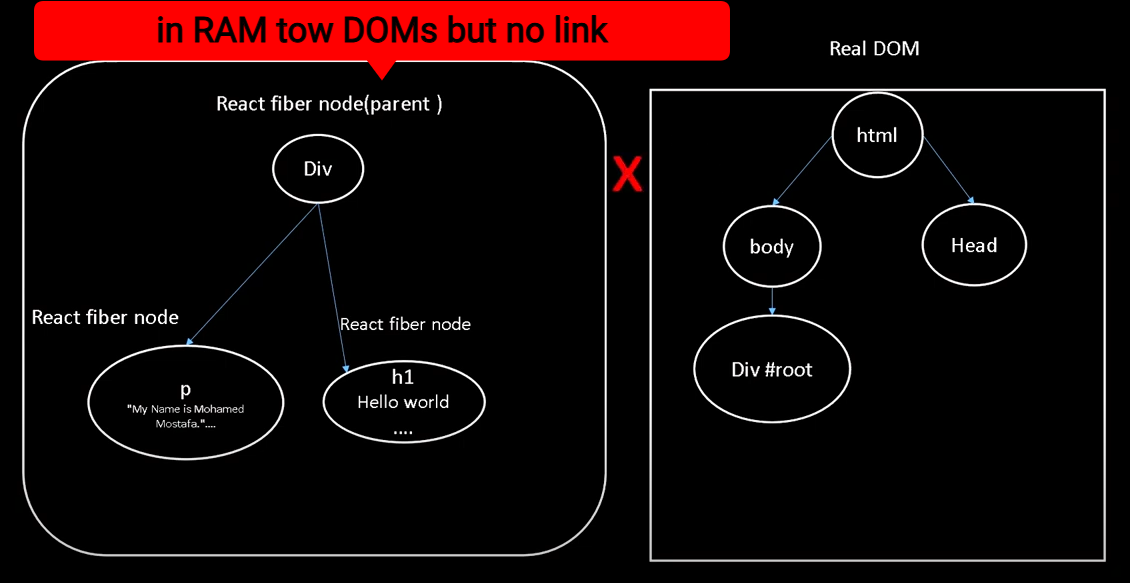 in RAM tow DOMs but no link
Real DOM
React fiber node(parent )
html
Div
X
body
Head
React fiber node
React fiber node
Div #root
p
"My Name is Mohamed
Mostafa."....
h1
Hello world
....